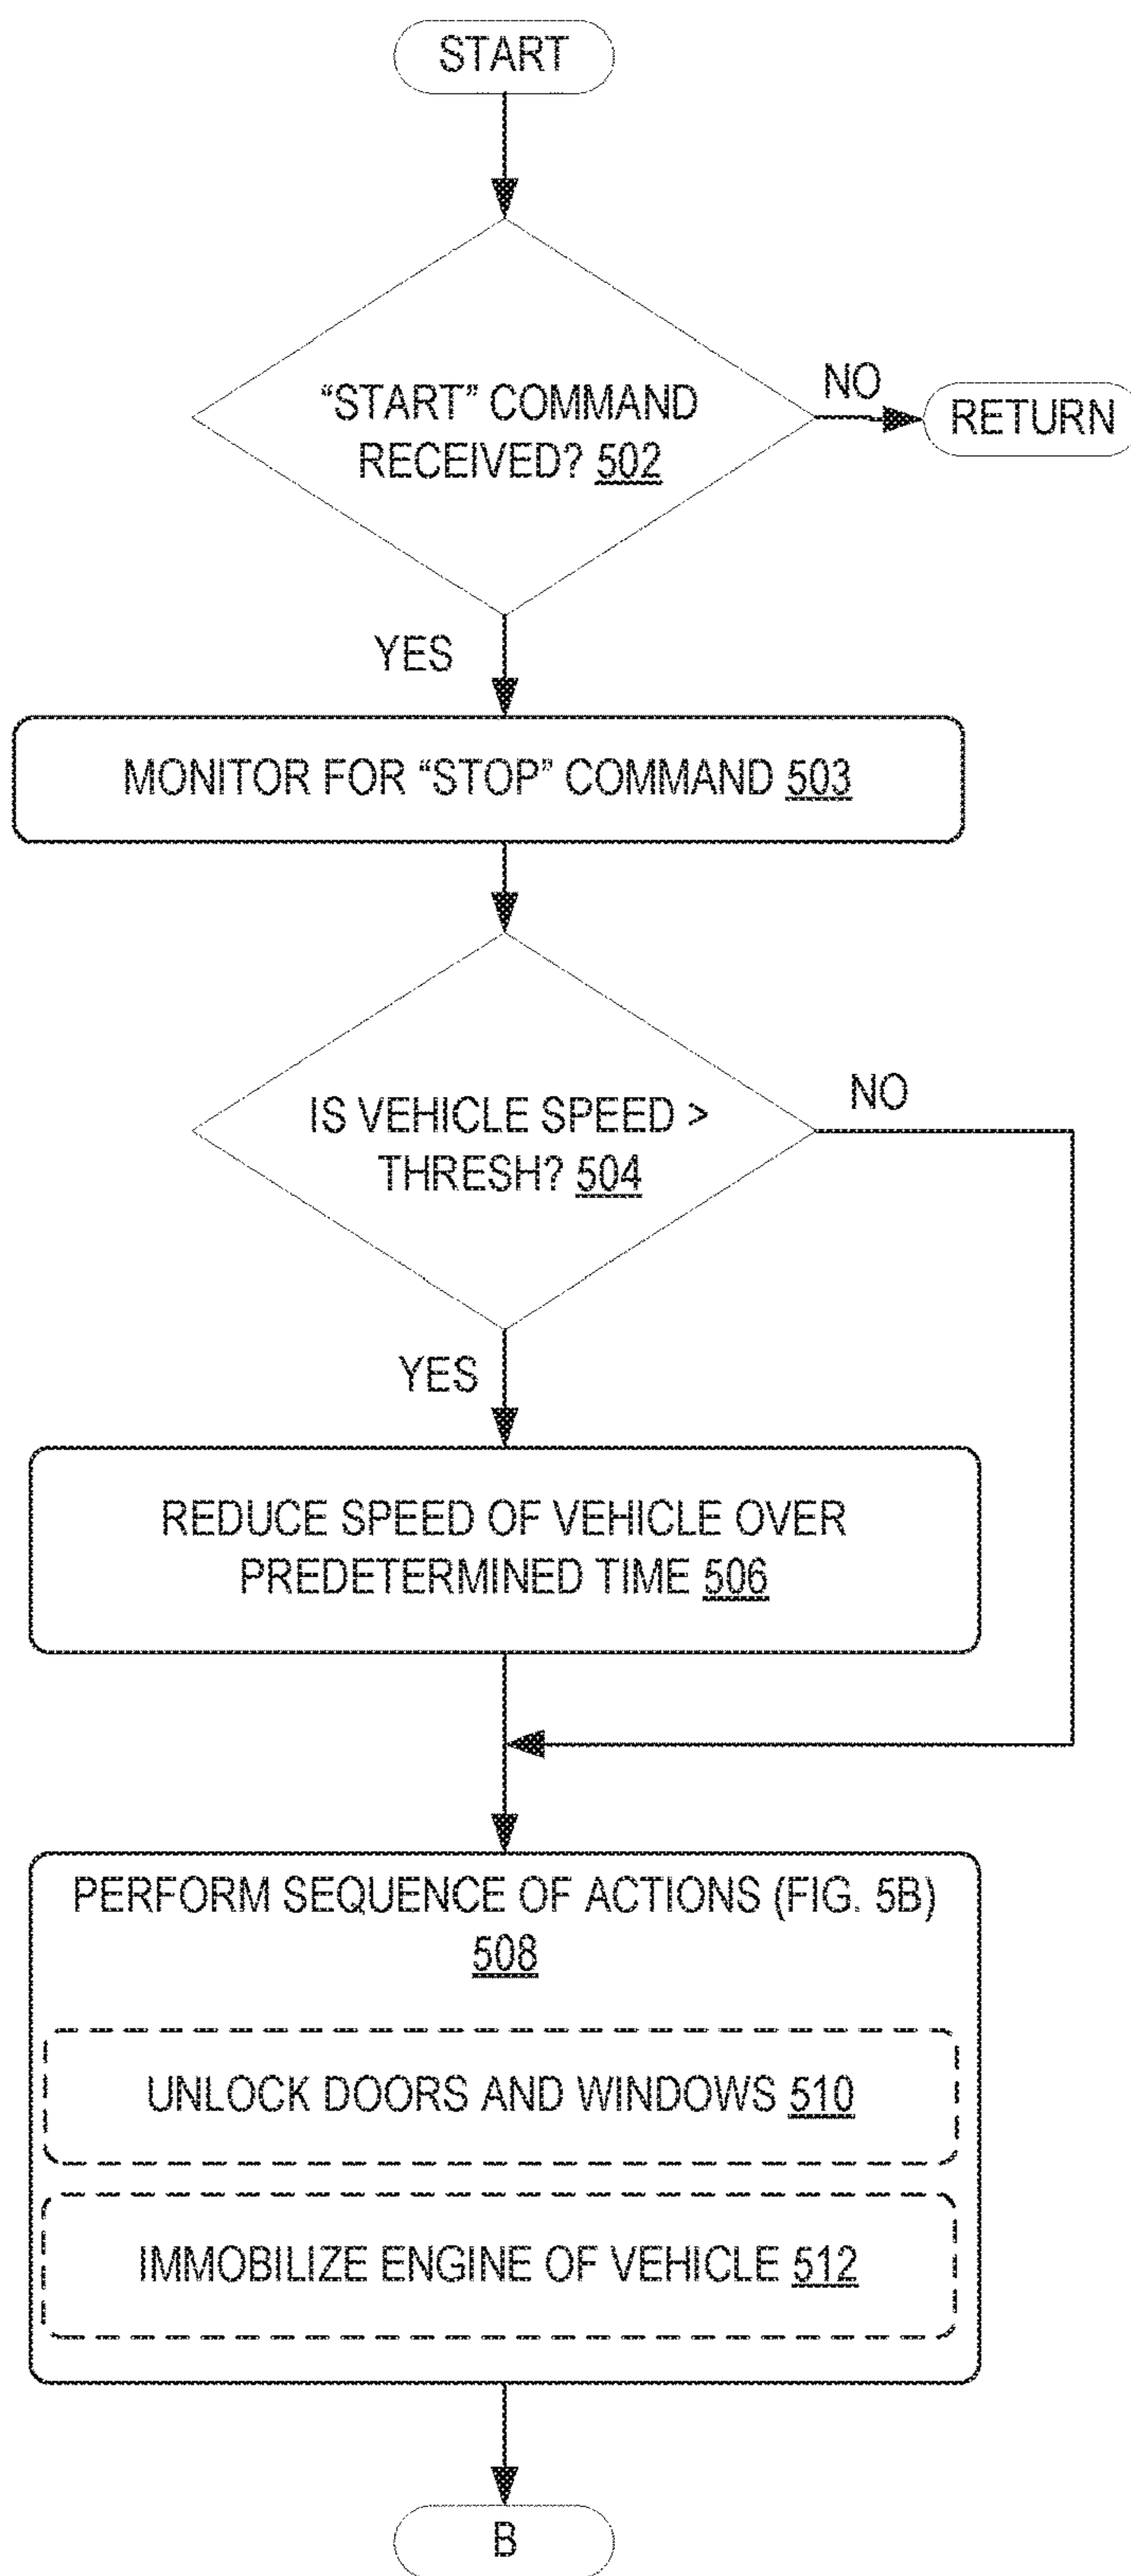 START
“START” COMMAND
RECEIVED? 502
NO
RETURN
YES
MONITOR FOR “STOP” COMMAND 503
IS VEHICLE SPEED >
THRESH? 504
NO
YES
REDUCE SPEED OF VEHICLE OVER
PREDETERMINED TIME 506
PERFORM SEQUENCE OF ACTIONS (FIG. 5B)
508
UNLOCK DOORS AND WINDOWS 510
IMMOBILIZE ENGINE OF VEHICLE 512
B